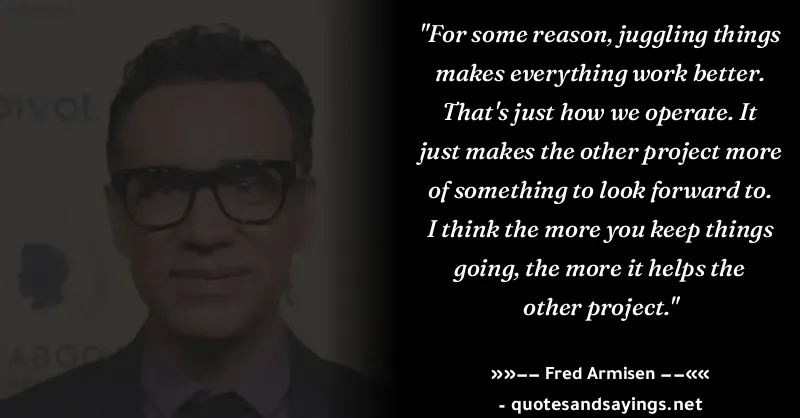 "For some reason, juggling things
makes everything work better.
That's just how we operate. It
just makes the other project more
of something to look forward to.
I think the more you keep things
going, the more it helps the
other project."
»»−− Fred Armisen −−««
- quotesandsayings.net
pivot